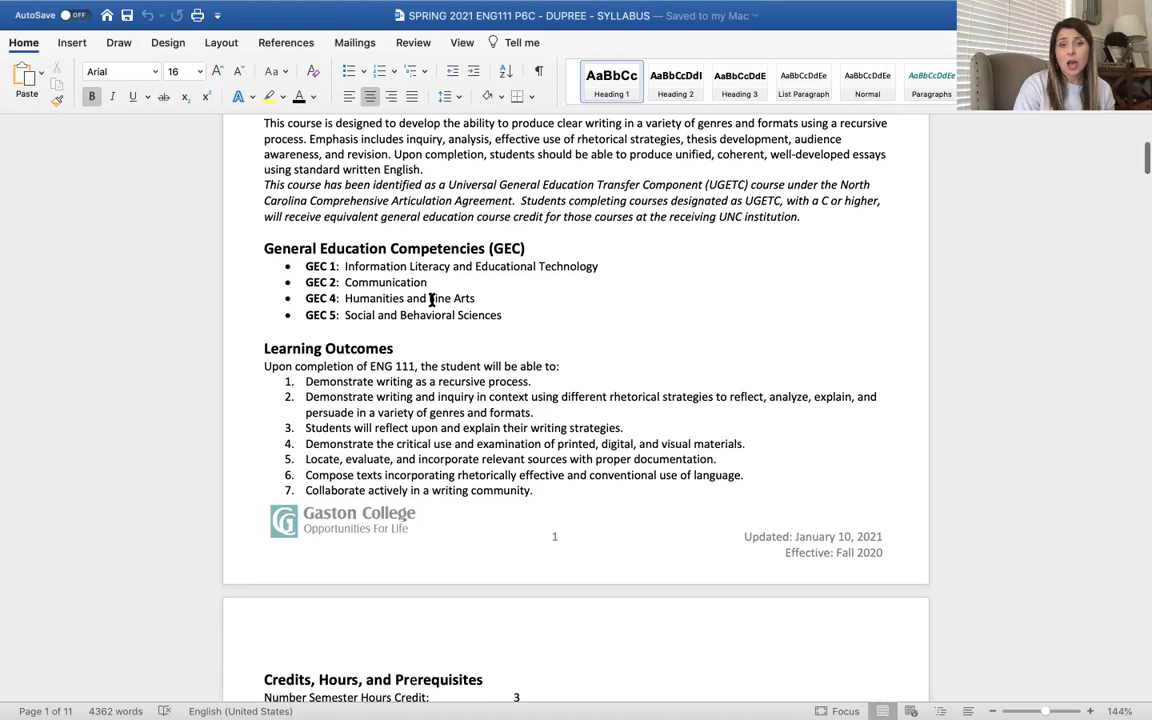 AutoSave OFF
SPRING 2021 ENG111 P6C - DUPREE - SYLLABUS — Saved to my Mac
Home Insert Draw Design Layout References Mailings Review View Tell me
Paste
Arial 16
Aa
B I U ab x₂ x² A A
AaBbCc AaBbCcDdI AaBbCcDdE AaBbCcDdEe AaBbCcDdEe AaBbCcDdEe
Heading 1 Heading 2 Heading 3 List Paragraph Normal Paragraphs
This course is designed to develop the ability to produce clear writing in a variety of genres and formats using a recursive
process. Emphasis includes inquiry, analysis, effective use of rhetorical strategies, thesis development, audience
awareness, and revision. Upon completion, students should be able to produce unified, coherent, well-developed essays
using standard written English.
This course has been identified as a Universal General Education Transfer Component (UGETC) course under the North
Carolina Comprehensive Articulation Agreement. Students completing courses designated as UGETC, with a C or higher,
will receive equivalent general education course credit for those courses at the receiving UNC institution.
General Education Competencies (GEC)
• GEC 1: Information Literacy and Educational Technology
• GEC 2: Communication
• GEC 4: Humanities and Fine Arts
• GEC 5: Social and Behavioral Sciences
Learning Outcomes
Upon completion of ENG 111, the student will be able to:
1. Demonstrate writing as a recursive process.
2. Demonstrate writing and inquiry in context using different rhetorical strategies to reflect, analyze, explain, and
persuade in a variety of genres and formats.
3. Students will reflect upon and explain their writing strategies.
4. Demonstrate the critical use and examination of printed, digital, and visual materials.
5. Locate, evaluate, and incorporate relevant sources with proper documentation.
6. Compose texts incorporating rhetorically effective and conventional use of language.
7. Collaborate actively in a writing community.
Gaston College
Opportunities For Life
1
Updated: January 10, 2021
Effective: Fall 2020
Credits, Hours, and Prerequisites
Number Semester Hours Credit: 3
Page 1 of 11 4362 words English (United States) Focus 144%